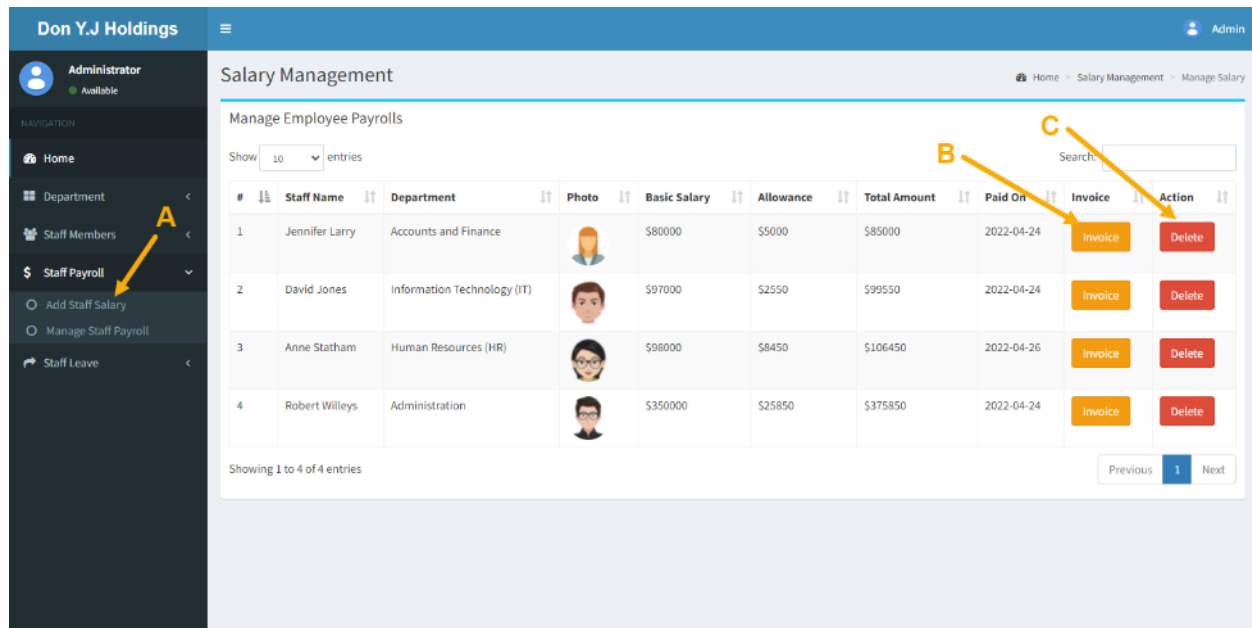 Don Y.J Holdings
Admin
Administrator
Available
NAVIGATION
Home
Department
Staff Members
Staff Payroll
Add Staff Salary
Manage Staff Payroll
Staff Leave
A
Salary Management
Home > Salary Management > Manage Salary
Manage Employee Payrolls
B
C
Show 10 entries
Search:
# Staff Name Department Photo Basic Salary Allowance Total Amount Paid On Invoice Action
1 Jennifer Larry Accounts and Finance $80000 $5000 $85000 2022-04-24 Invoice Delete
2 David Jones Information Technology (IT) $97000 $2550 $99550 2022-04-24 Invoice Delete
3 Anne Statham Human Resources (HR) $98000 $8450 $106450 2022-04-26 Invoice Delete
4 Robert Willeys Administration $350000 $25850 $375850 2022-04-24 Invoice Delete
Showing 1 to 4 of 4 entries
Previous 1 Next